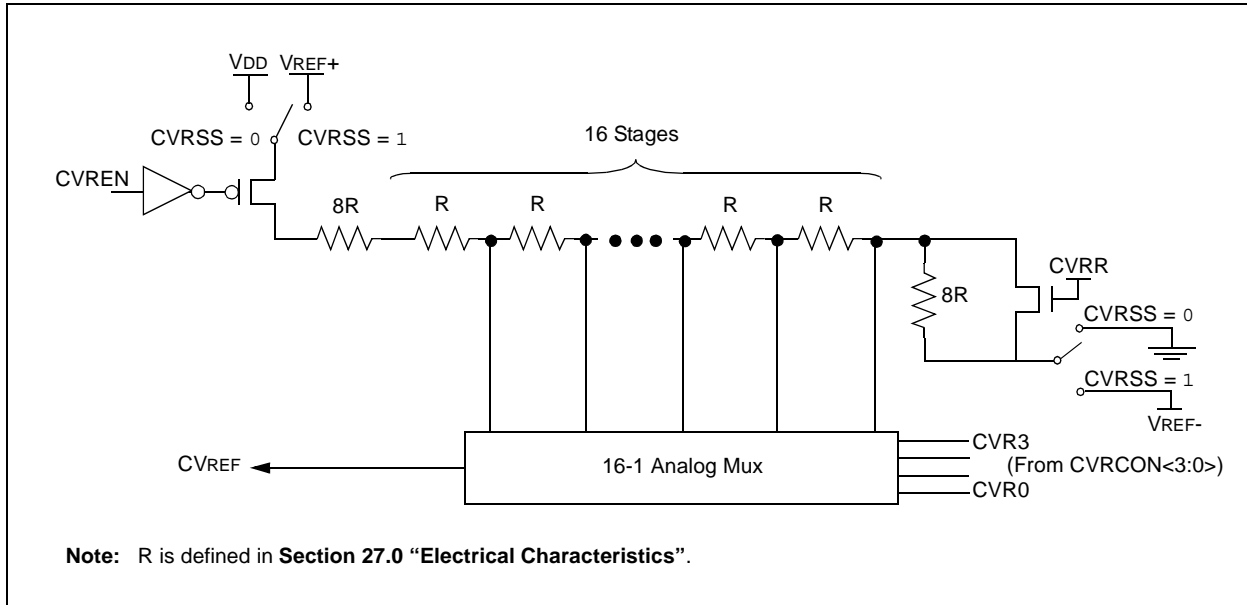 VDD VREF+
CVRSS = 0 CVRSS = 1
16 Stages
CVREN
8R R R R R
CVRR
8R
CVRSS = 0
CVRSS = 1
VREF-
CVR3
CVREF 16-1 Analog Mux (From CVRCON<3:0>)
CVR0
Note: R is defined in Section 27.0 “Electrical Characteristics”.